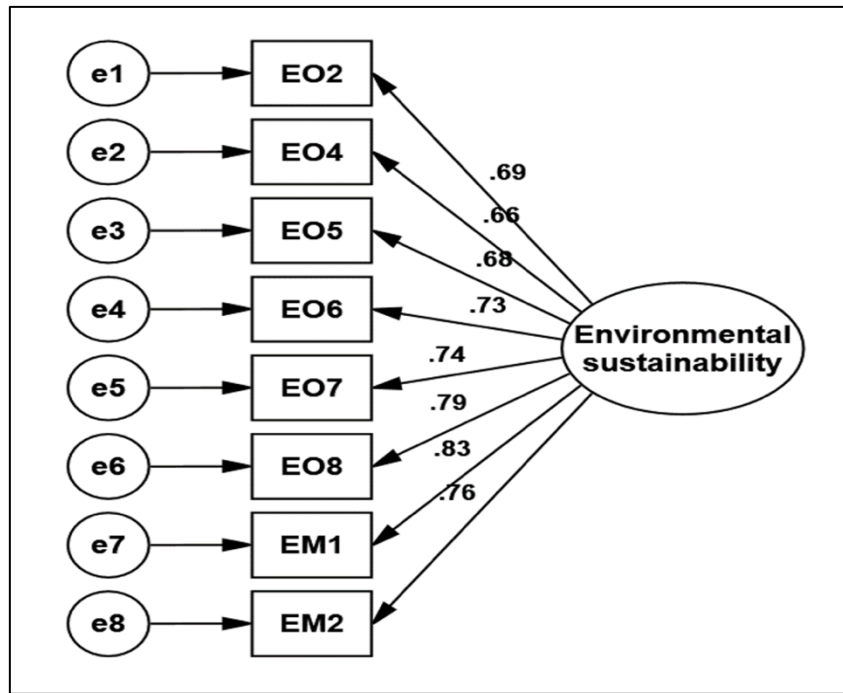 e1
EO2
e2
EO4
.69
e3
EO5
.66
.68
e4
EO6
.73
Environmental
sustainability
e5
EO7
.74
.79
e6
EO8
.83
.76
e7
EM1
e8
EM2